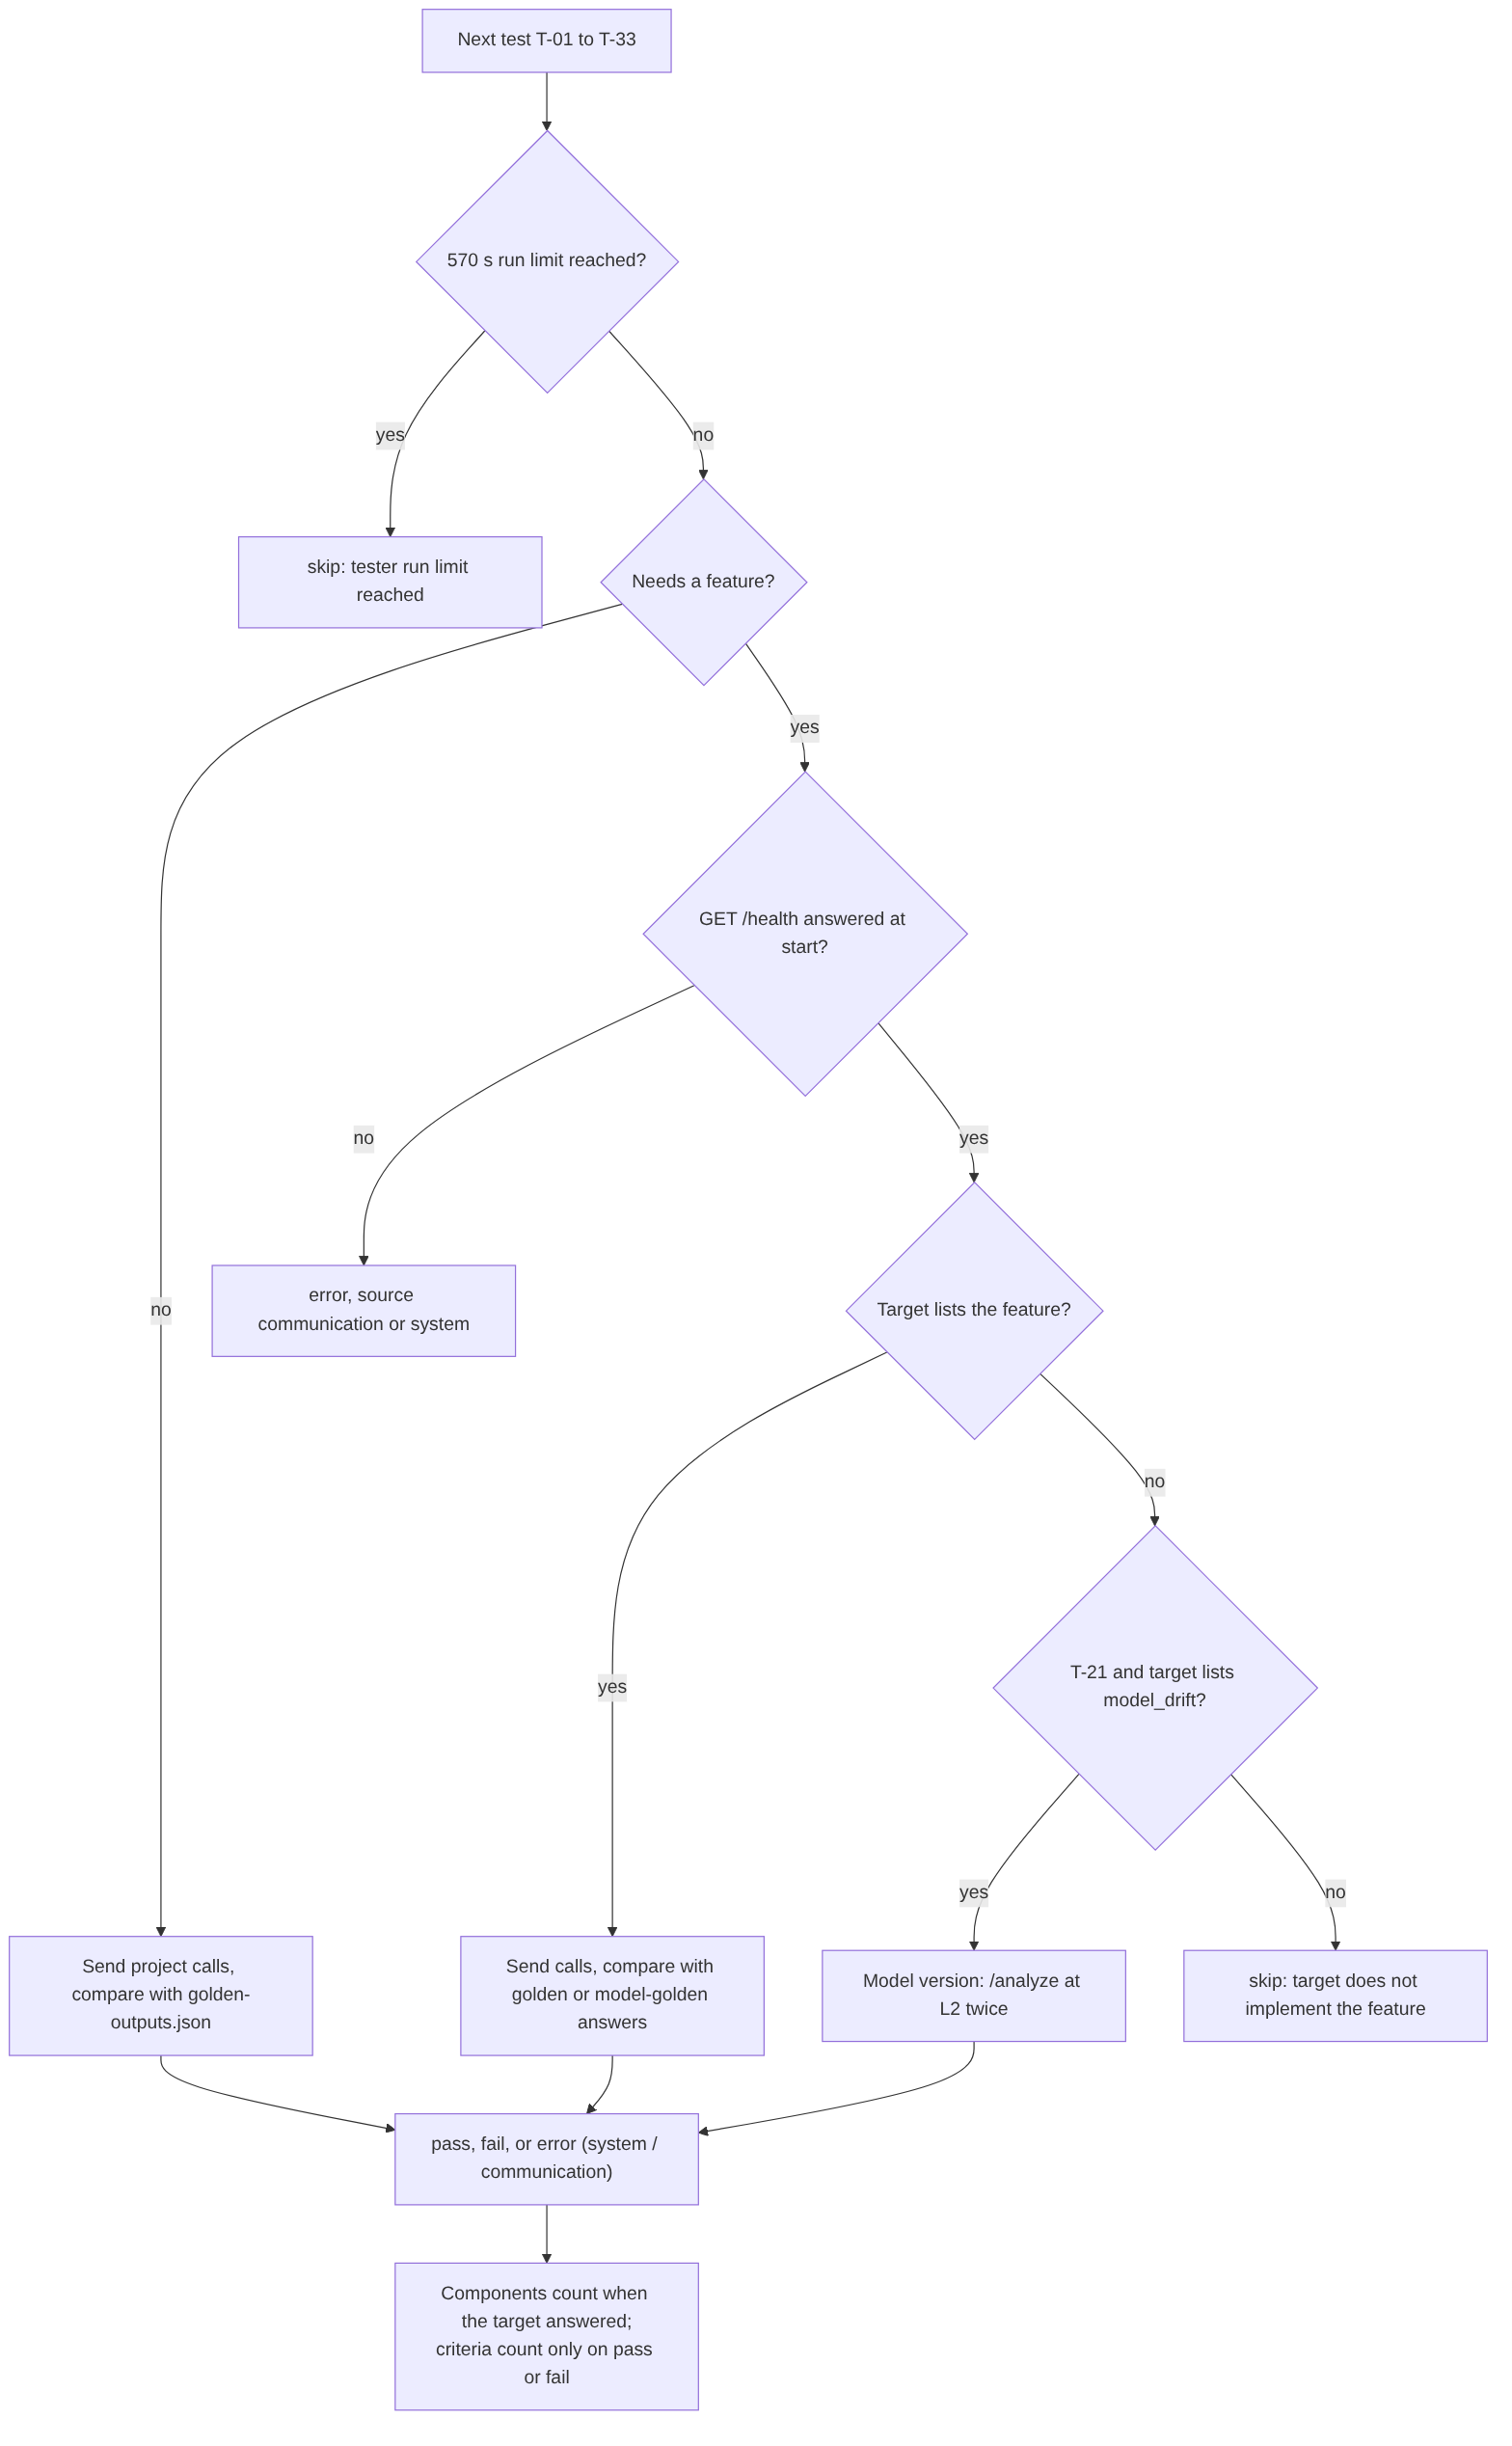 Next test T-01 to T-33
570 s run limit reached?
yes
no
skip: tester run limit
reached
Needs a feature?
yes
GET /health answered at
start?
no
yes
error, source
communication or system
no
Target lists the feature?
no
yes
T-21 and target lists
model_drift?
yes
no
Send project calls,
compare with golden-
outputs.json
Send calls, compare with
golden or model-golden
answers
Model version: /analyze at
L2 twice
skip: target does not
implement the feature
pass, fail, or error (system /
communication)
Components count when
the target answered;
criteria count only on pass
or fail